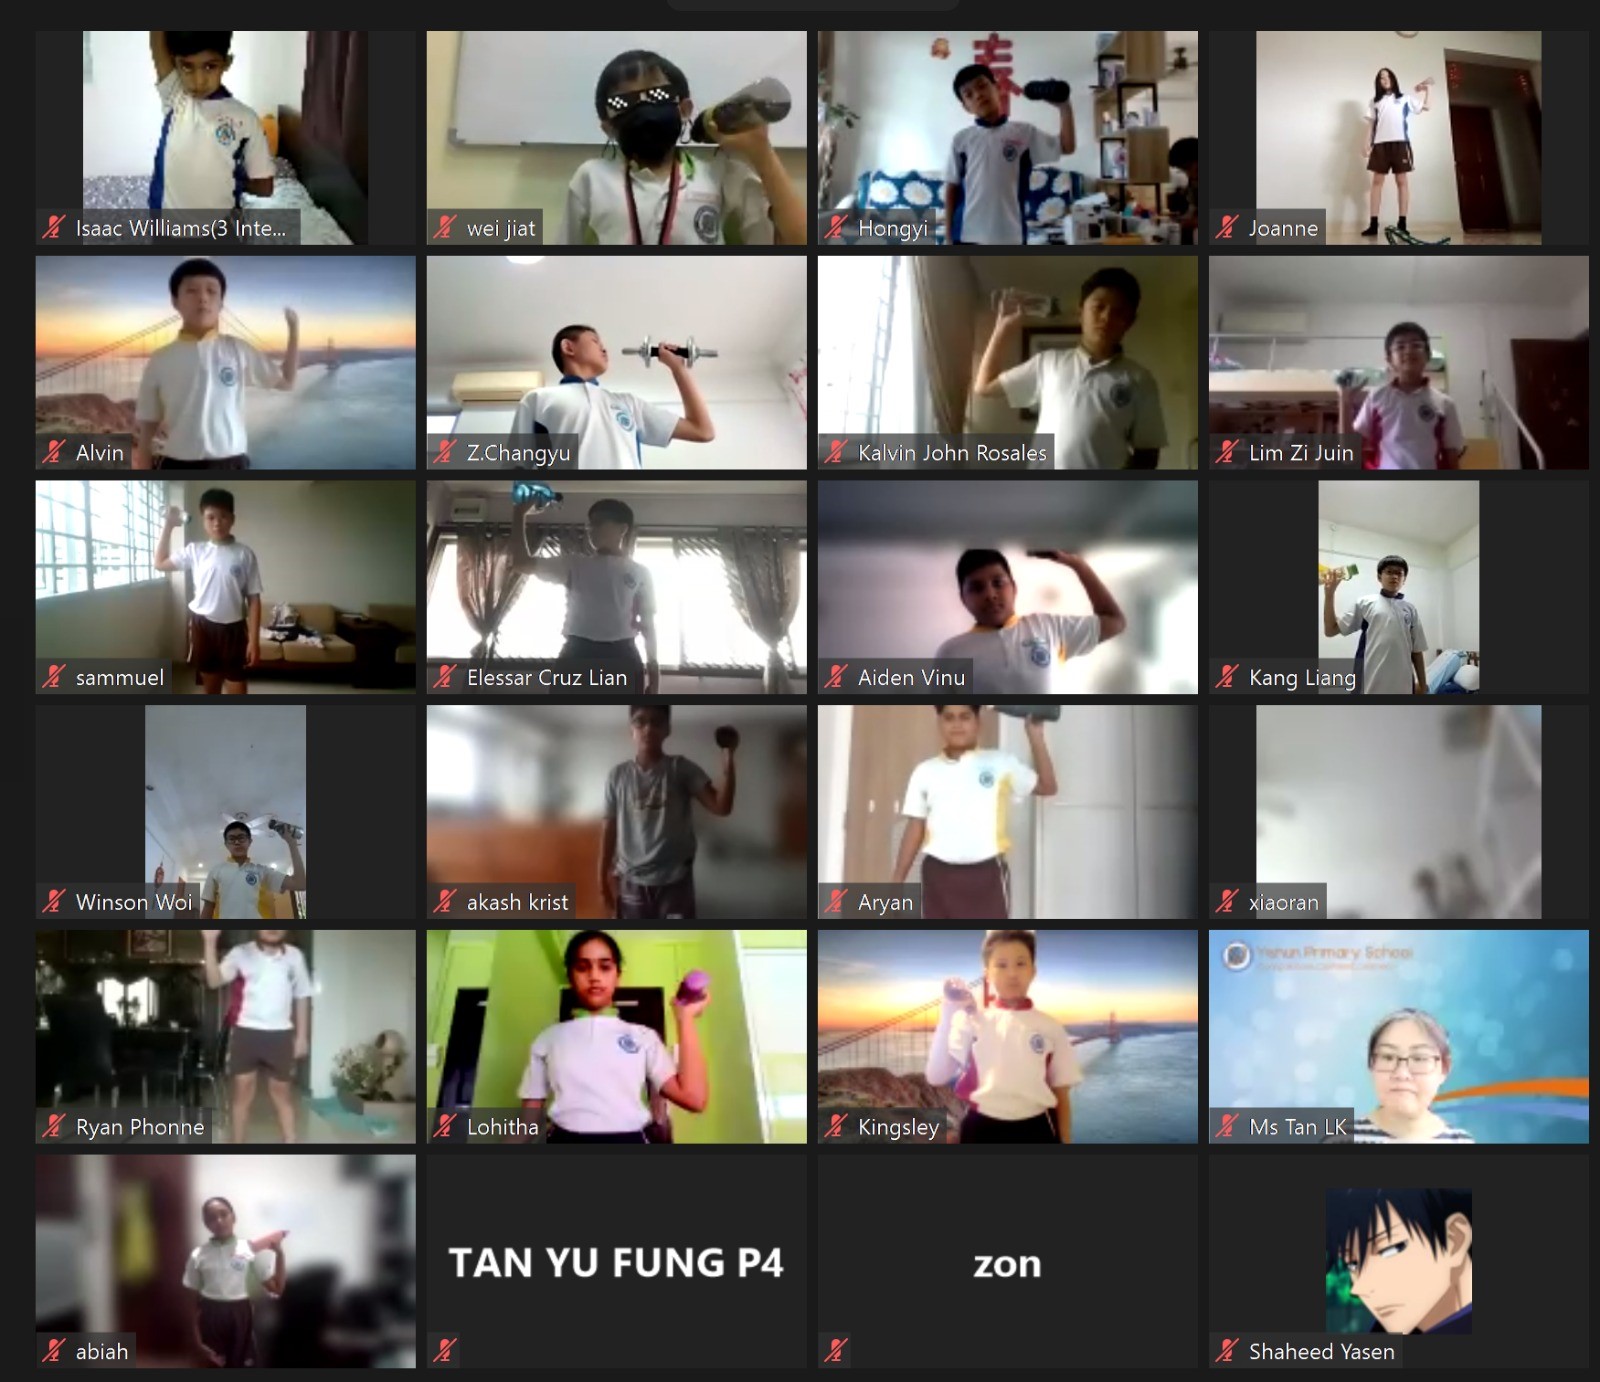 春
Isaac Williams(3 Inte...
wei jiat
Hongyi
Joanne
Alvin
Z.Changyu
Kalvin John Rosales
Lim Zi Juin
sammuel
Elessar Cruz Lian
Aiden Vinu
Kang Liang
Winson Woi
akash krist
Aryan
xiaoran
Yishun Primary School
Ryan Phonne
Lohitha
Kingsley
Ms Tan LK
TAN YU FUNG P4
zon
abiah
Shaheed Yasen